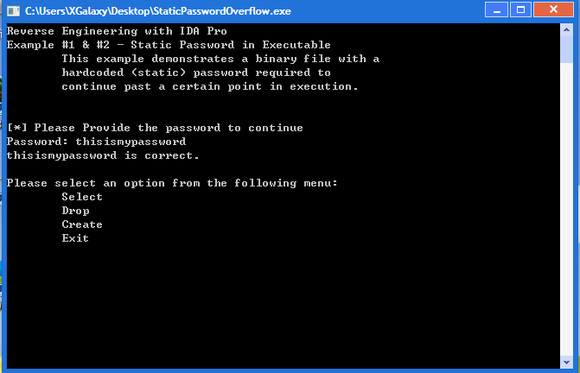 C:\Users\XGalaxy\Desktop\StaticPasswordOverflow.exe
Reverse Engineering with IDA Pro
Example #1 & #2 - Static Password in Executable
This example demonstrates a binary file with a
hardcoded <static> password required to
continue past a certain point in execution.
[*] Please Provide the password to continue
Password: thisismypassword
thisismypassword is correct.
Please select an option from the following menu:
Select
Drop
Create
Exit